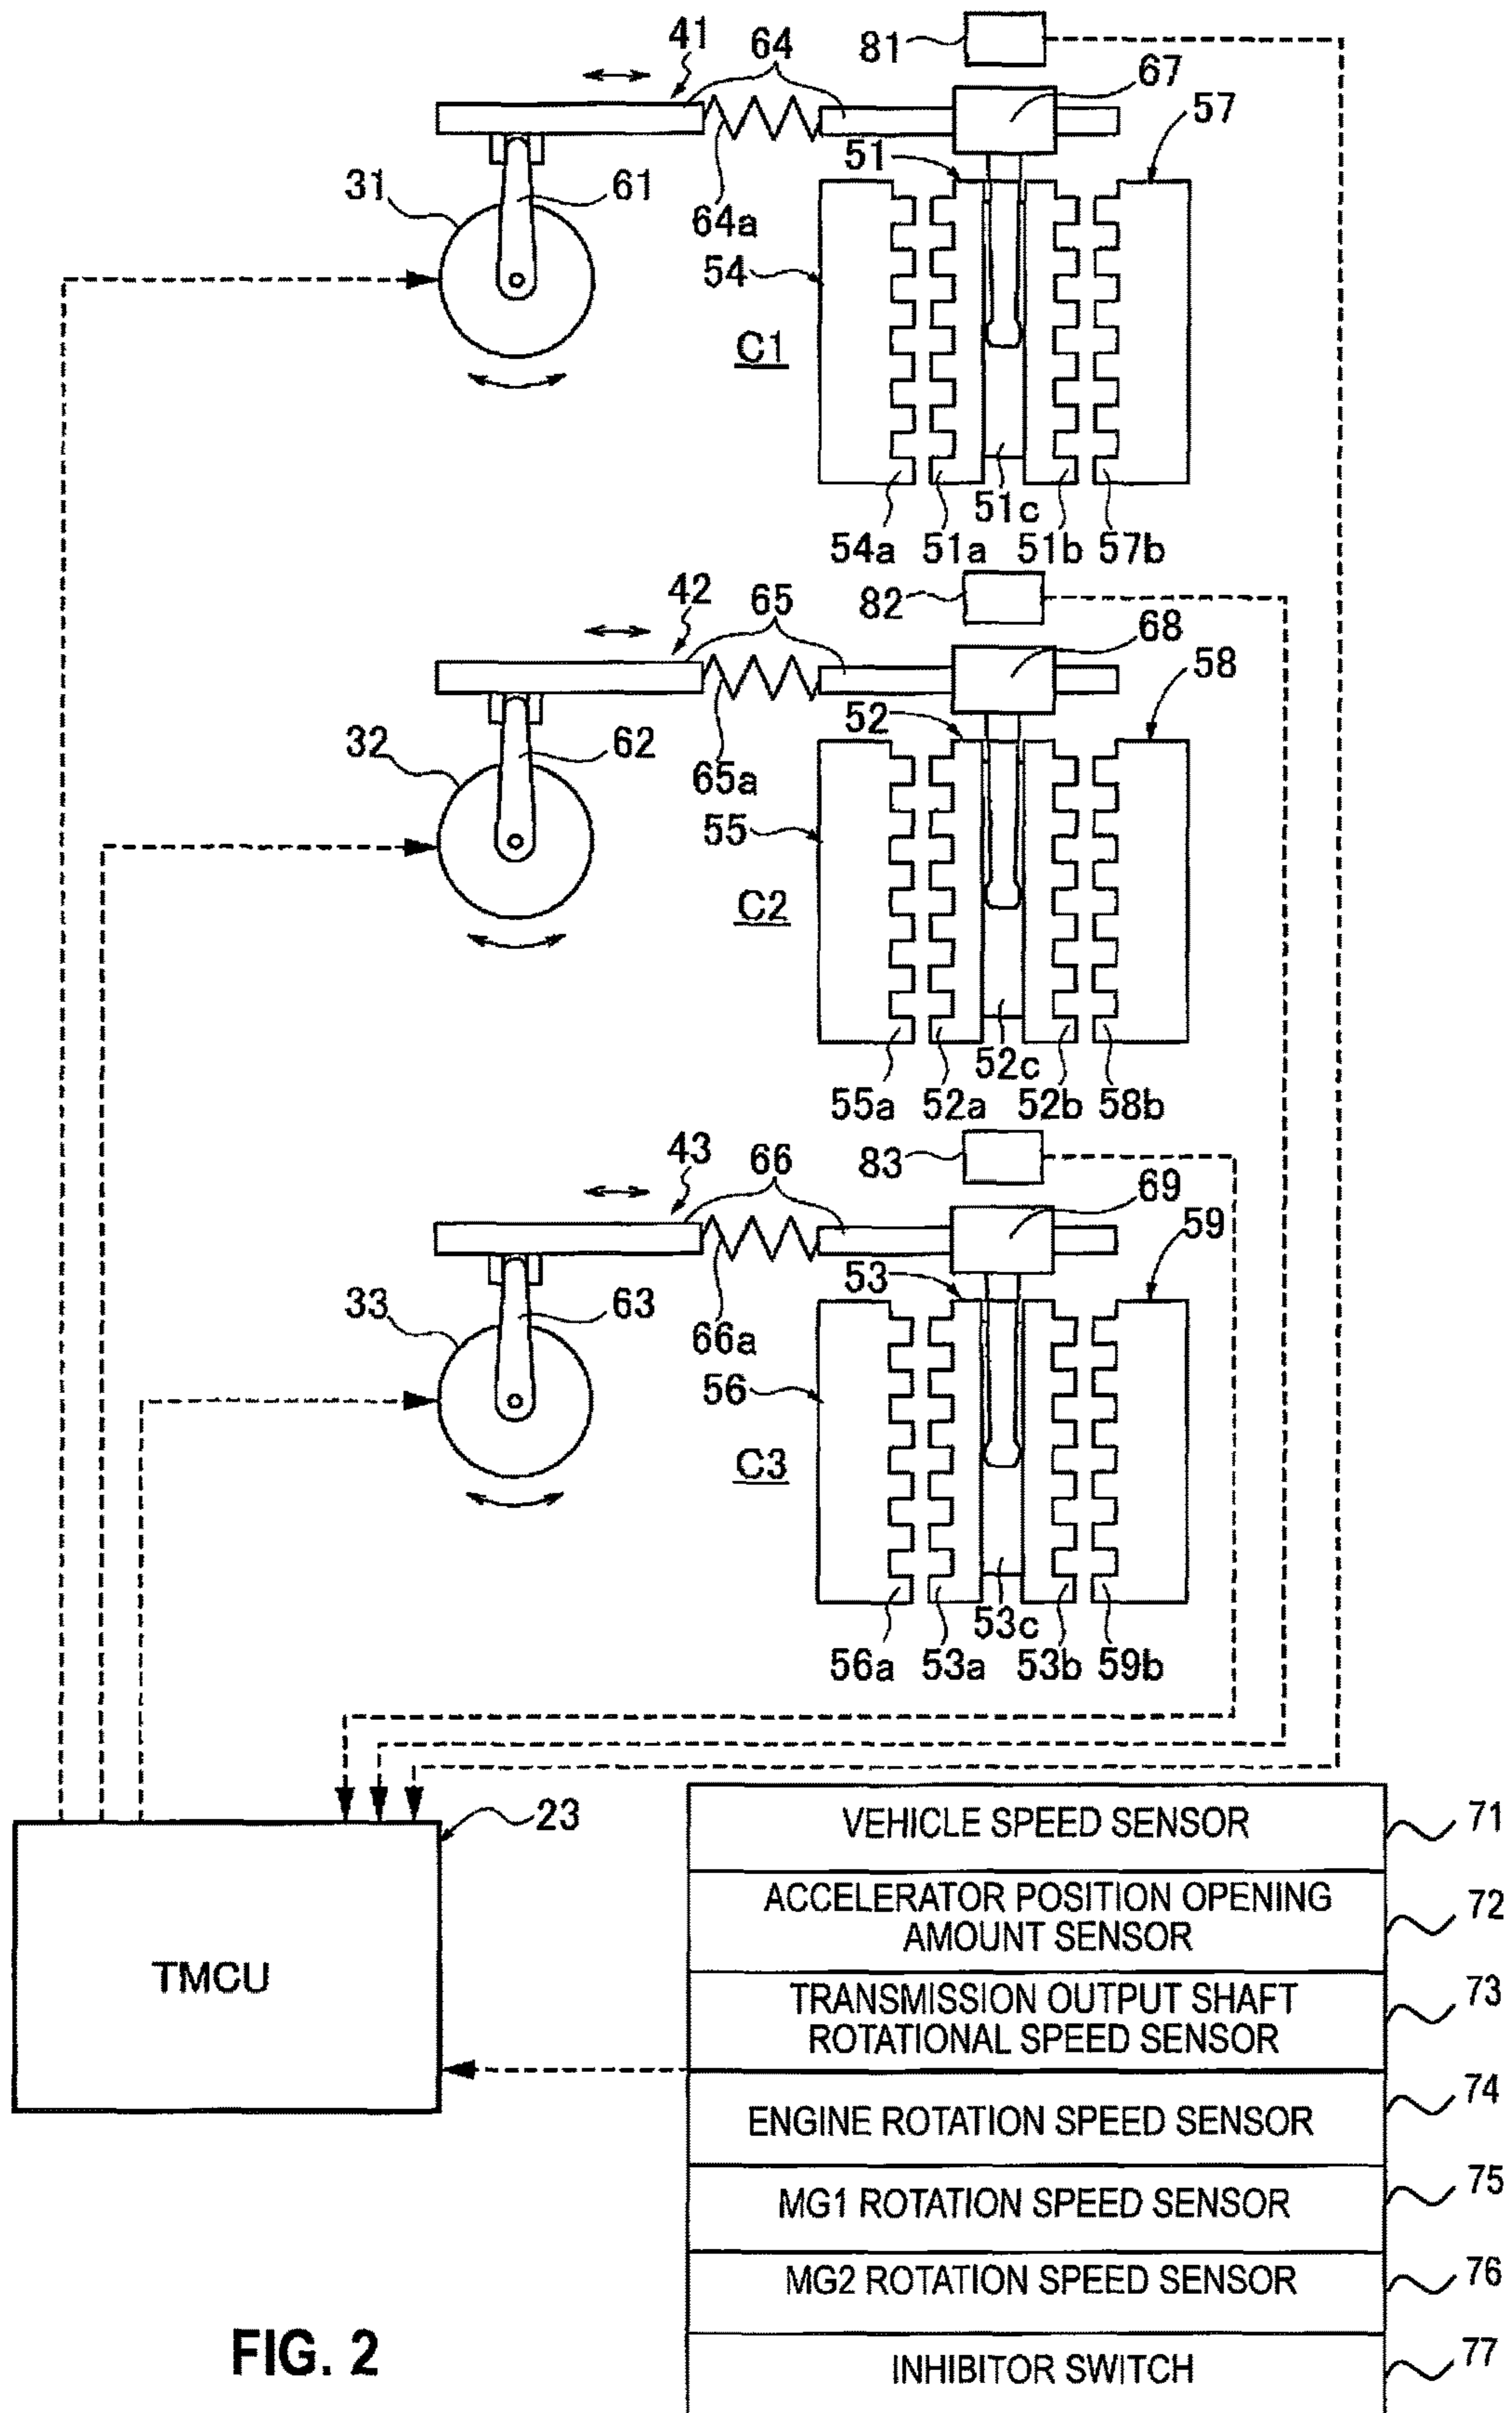 81
41
64
67
57
51
31
61
64a
54
C1
51c
54a
51a
51b
57b
42
65
82
68
58
52
32
62
65a
55
C2
52c
55a
52a
52b
58b
43
66
83
69
59
53
33
63
66a
56
C3
53c
56a
53a
53b
59b
23
TMCU
VEHICLE SPEED SENSOR
71
ACCELERATOR POSITION OPENING
AMOUNT SENSOR
72
TRANSMISSION OUTPUT SHAFT
ROTATIONAL SPEED SENSOR
73
ENGINE ROTATION SPEED SENSOR
74
MG1 ROTATION SPEED SENSOR
75
MG2 ROTATION SPEED SENSOR
76
INHIBITOR SWITCH
77
FIG. 2